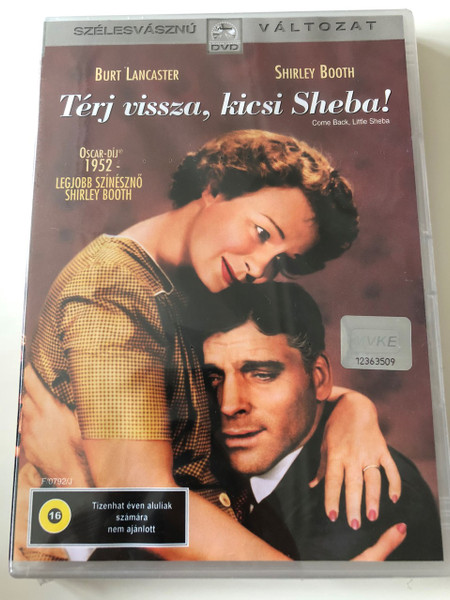 SZÉLESVÁSZNÚ DVD VÁLTOZAT
BURT LANCASTER SHIRLEY BOOTH
Térj vissza, kicsi Sheba!
Come Back, Little Sheba
OSCAR-DÍJ®
1952 -
LEGJOBB SZÍNÉSZNŐ
SHIRLEY BOOTH
12363509
16
Tizenhat éven aluliak
számára
nem ajánlott